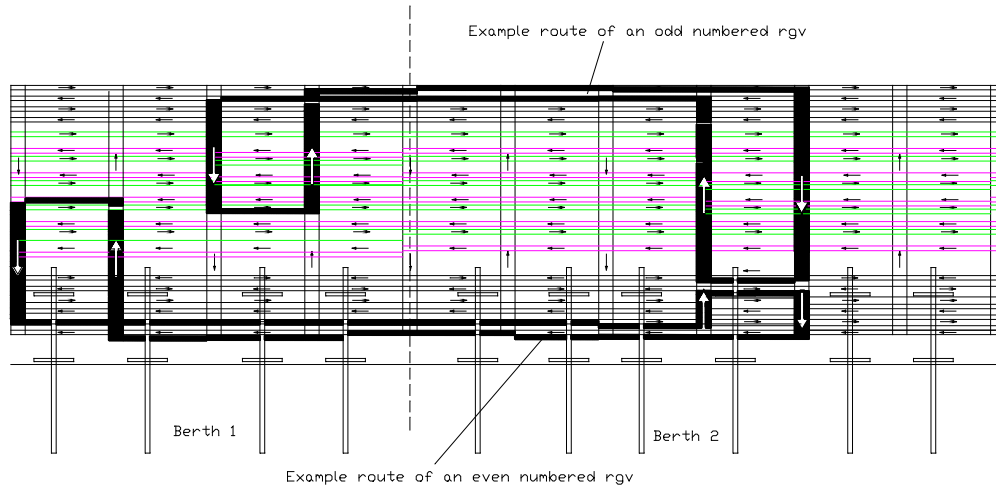 Example route of an odd numbered rgv
Berth 1
Berth 2
Example route of an even numbered rgv